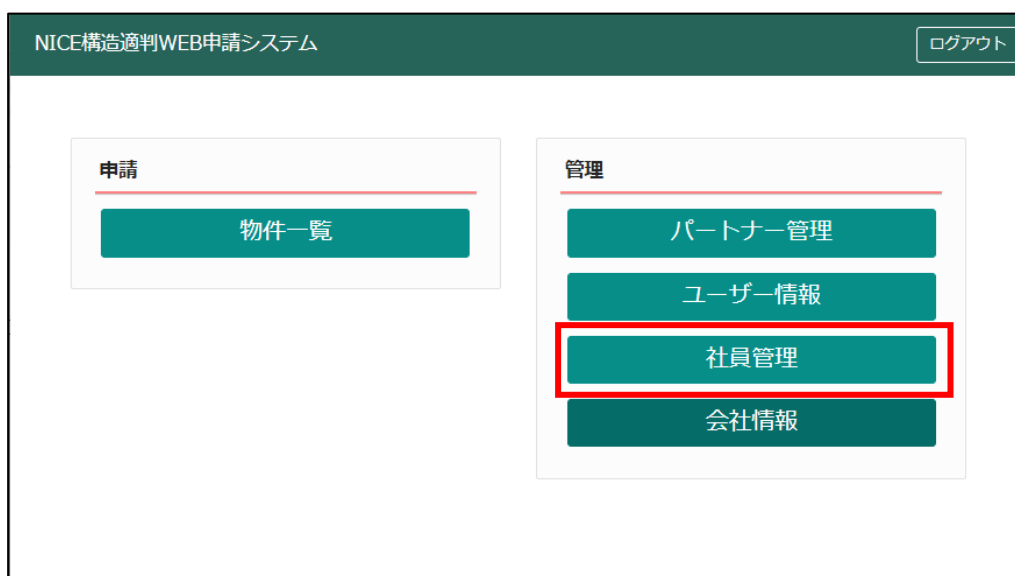 NICE構造適判WEB申請システム
ログアウト
申請
物件一覧
管理
パートナー管理
ユーザー情報
社員管理
会社情報